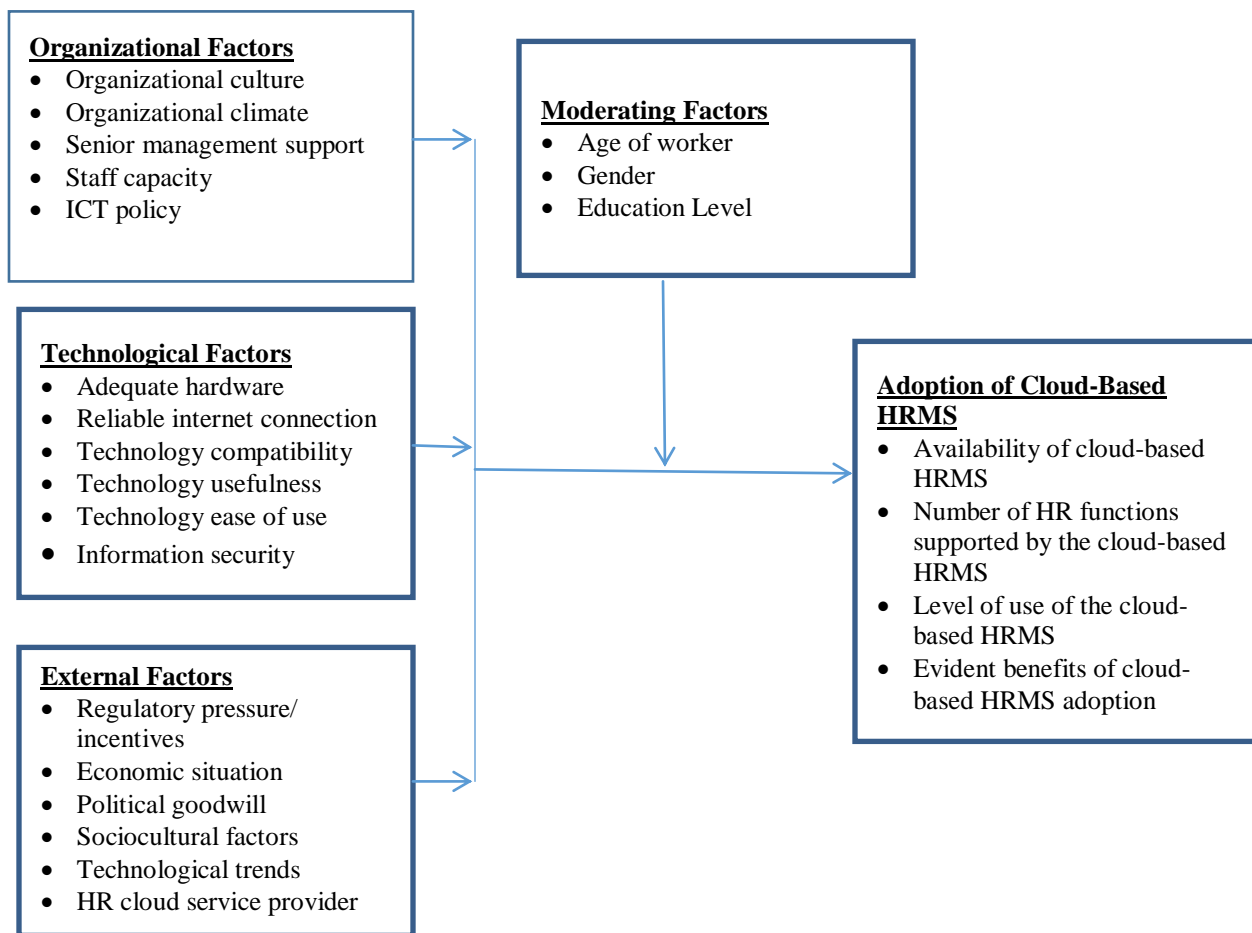 Organizational Factors
• Organizational culture
• Organizational climate
• Senior management support
• Staff capacity
• ICT policy
Moderating Factors
• Age of worker
• Gender
• Education Level
Technological Factors
• Adequate hardware
• Reliable internet connection
• Technology compatibility
• Technology usefulness
• Technology ease of use
• Information security
External Factors
• Regulatory pressure/
incentives
• Economic situation
• Political goodwill
• Sociocultural factors
• Technological trends
• HR cloud service provider
Adoption of Cloud-Based
HRMS
• Availability of cloud-based
HRMS
• Number of HR functions
supported by the cloud-based
HRMS
• Level of use of the cloud-
based HRMS
• Evident benefits of cloud-
based HRMS adoption